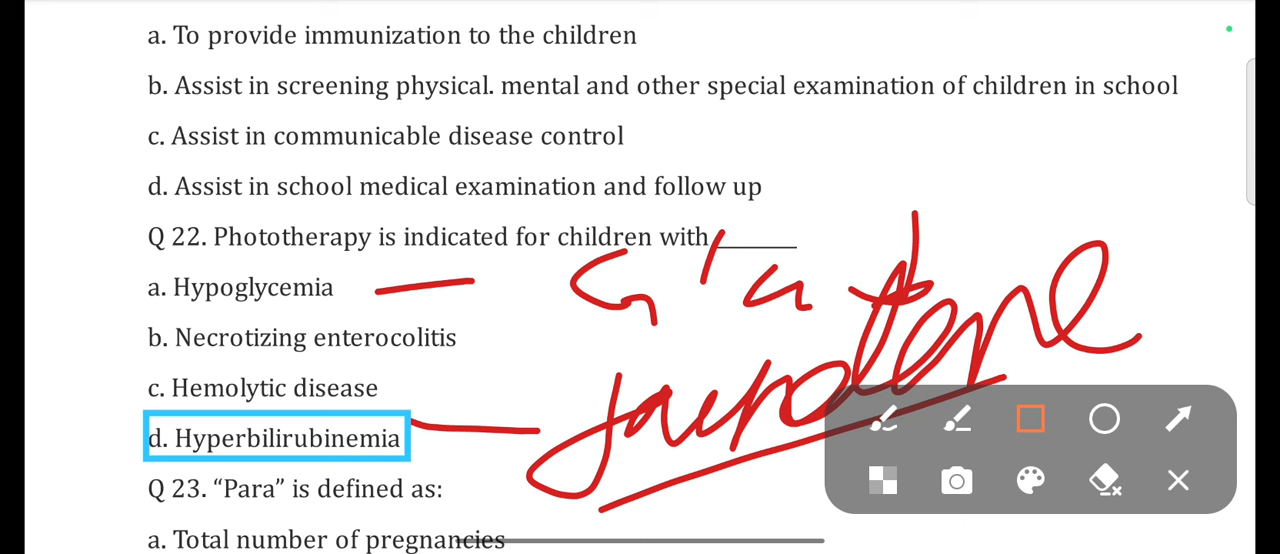 a. To provide immunization to the children
b. Assist in screening physical. mental and other special examination of children in school
c. Assist in communicable disease control
d. Assist in school medical examination and follow up
Q 22. Phototherapy is indicated for children with______
a. Hypoglycemia
b. Necrotizing enterocolitis
c. Hemolytic disease
d. Hyperbilirubinemia
Q 23. “Para” is defined as:
a. Total number of pregnancies